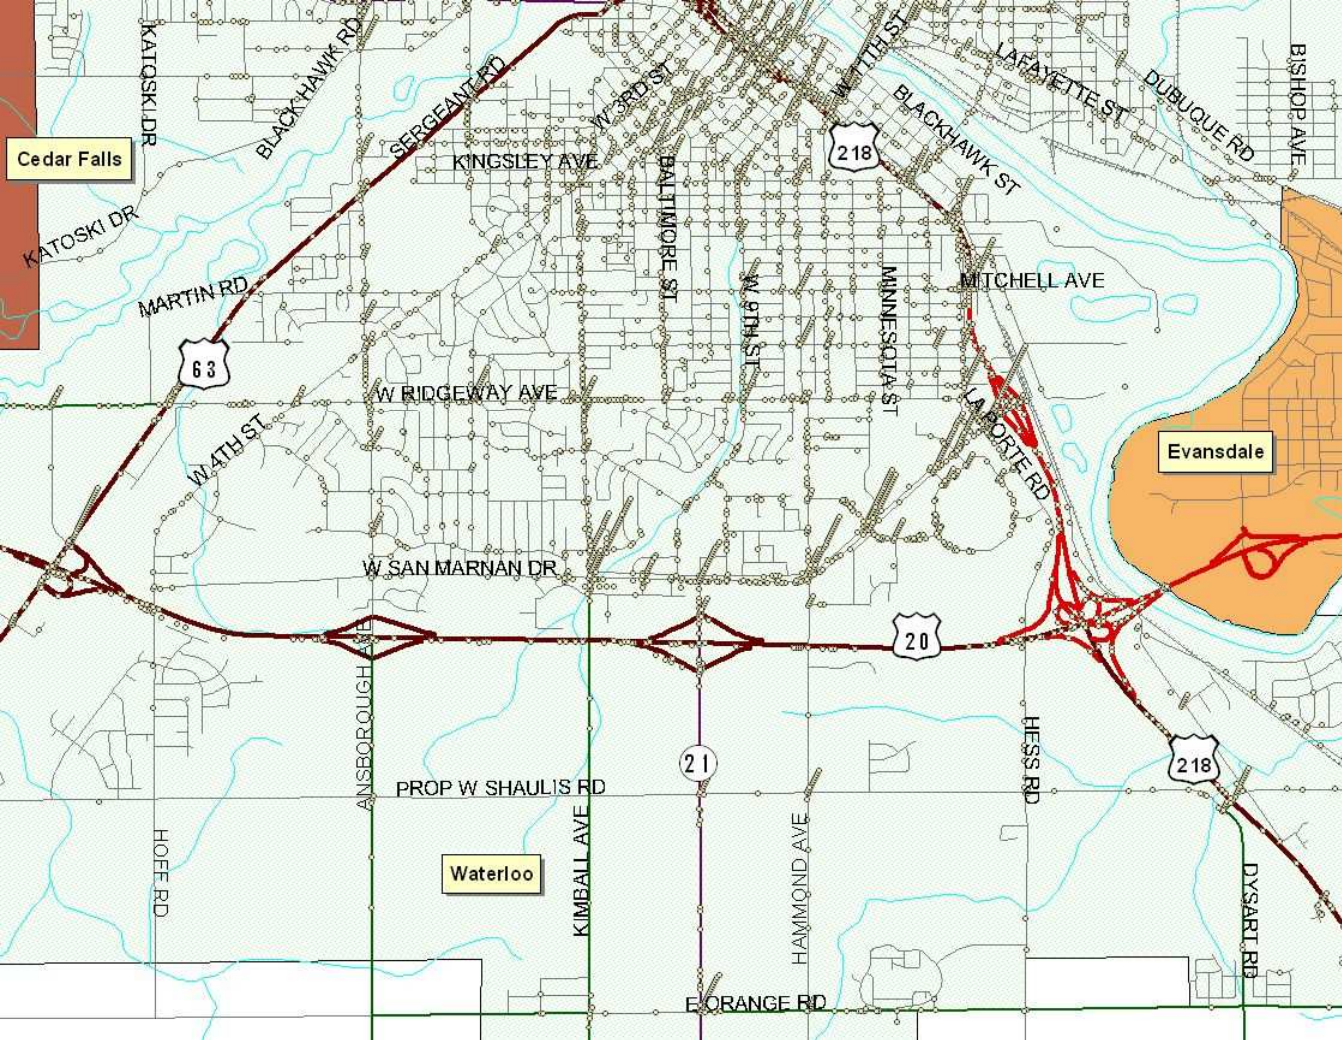 KATOSKI DR
BLACK HAWK RD
SERGEANT RD
W 3RD ST
W 11TH ST
LAFAYETTE ST
DUBUQUE RD
BISHOP AVE
Cedar Falls
KINGSLEY AVE
218
BLACKHAWK ST
KATOSKI DR
BALTIMORE ST
MARTIN RD
W 9TH ST
MINNESOTA ST
MITCHELL AVE
63
W RIDGEWAY AVE
W 4TH ST
LAPORTE RD
Evansdale
W SAN MARNAN DR
20
ANSBOROUGH AVE
21
HESS RD
218
PROP W SHAULIS RD
HOFF RD
Waterloo
KIMBALL AVE
HAMMOND AVE
DYSART RD
E ORANGE RD